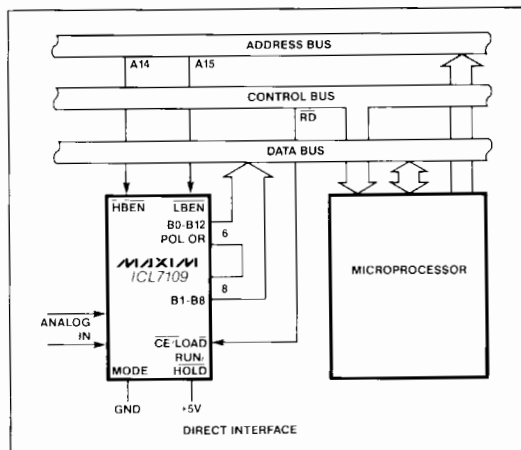 ADDRESS BUS
A14 A15
CONTROL BUS
RD
DATA BUS
HBEN LBEN
B0-B12
POL OR
6
MAXIM
ICL7109
8
B1-B8
MICROPROCESSOR
ANALOG
IN
CE/LOAD
RUN/
HOLD
MODE
GND
+5V
DIRECT INTERFACE